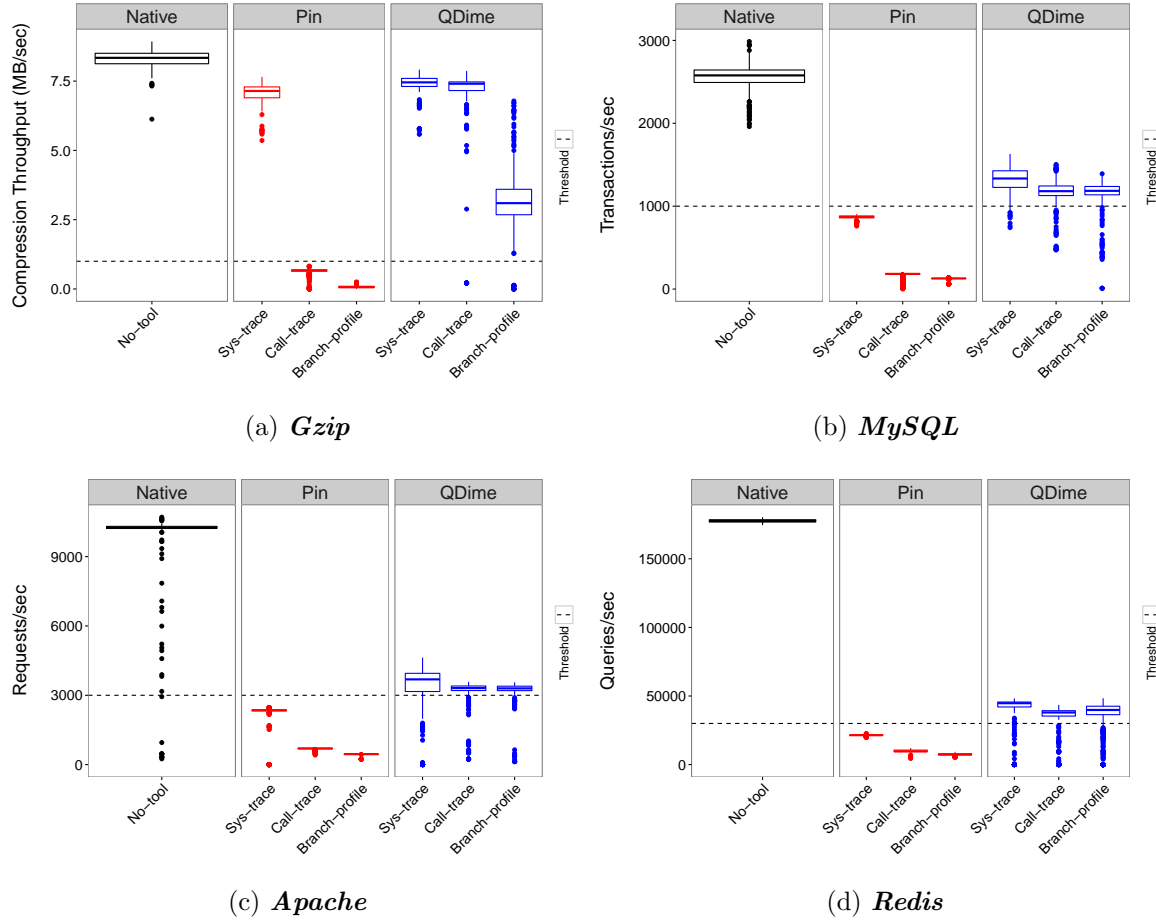 Native Pin QDime
Compression Throughput (MB/sec)
7.5
5.0
2.5
0.0
No−tool
Sys−trace
Call−trace
Branch−profile
Sys−trace
Call−trace
Branch−profile
Threshold
(a) Gzip
Native Pin QDime
Transactions/sec
3000
2000
1000
0
No−tool
Sys−trace
Call−trace
Branch−profile
Sys−trace
Call−trace
Branch−profile
Threshold
(b) MySQL
Native Pin QDime
Requests/sec
9000
6000
3000
0
No−tool
Sys−trace
Call−trace
Branch−profile
Sys−trace
Call−trace
Branch−profile
Threshold
(c) Apache
Native Pin QDime
Queries/sec
150000
100000
50000
0
No−tool
Sys−trace
Call−trace
Branch−profile
Sys−trace
Call−trace
Branch−profile
Threshold
(d) Redis